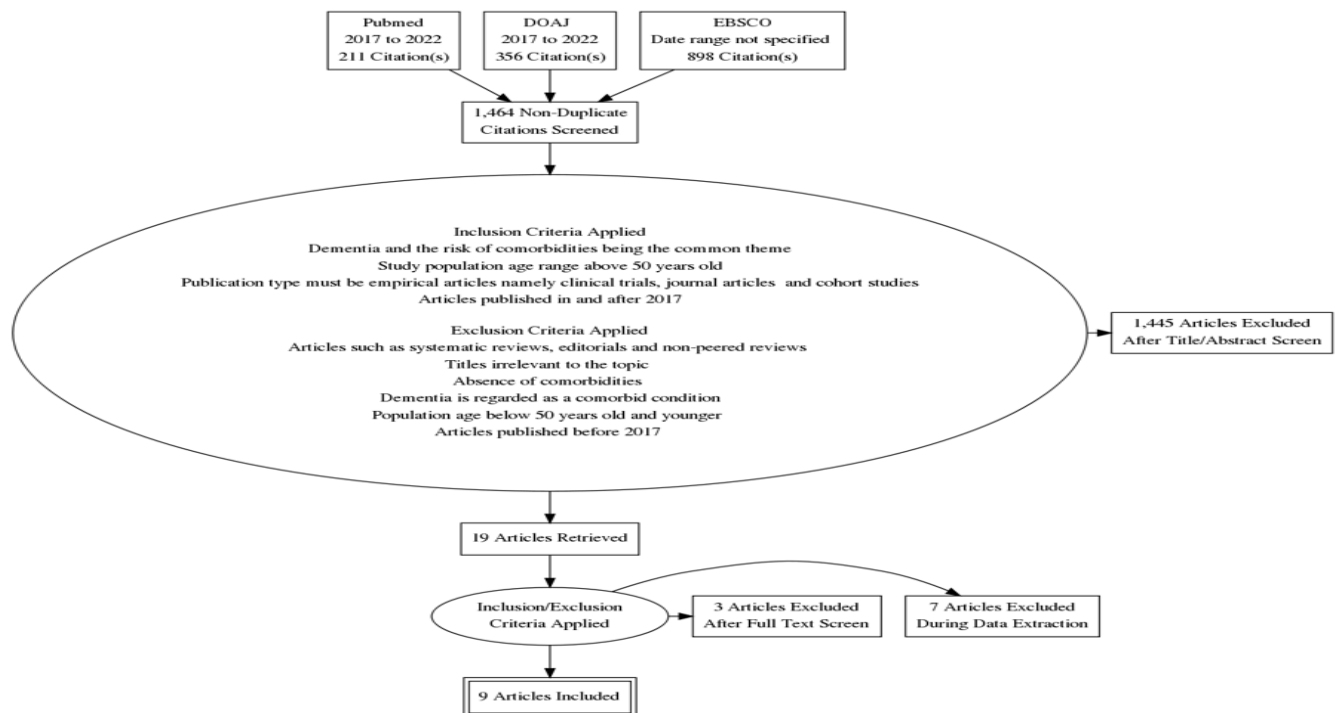 Pubmed
2017 to 2022
211 Citation(s)
DOAJ
2017 to 2022
356 Citation(s)
EBSCO
Date range not specified
898 Citation(s)
1,464 Non-Duplicate
Citations Screened
Inclusion Criteria Applied
Dementia and the risk of comorbidities being the common theme
Study population age range above 50 years old
Publication type must be empirical articles namely clinical trials, journal articles and cohort studies
Articles published in and after 2017
Exclusion Criteria Applied
Articles such as systematic reviews, editorials and non-peered reviews
Titles irrelevant to the topic
Absence of comorbidities
Dementia is regarded as a comorbid condition
Population age below 50 years old and younger
Articles published before 2017
1,445 Articles Excluded
After Title/Abstract Screen
19 Articles Retrieved
Inclusion/Exclusion
Criteria Applied
3 Articles Excluded
After Full Text Screen
7 Articles Excluded
During Data Extraction
9 Articles Included